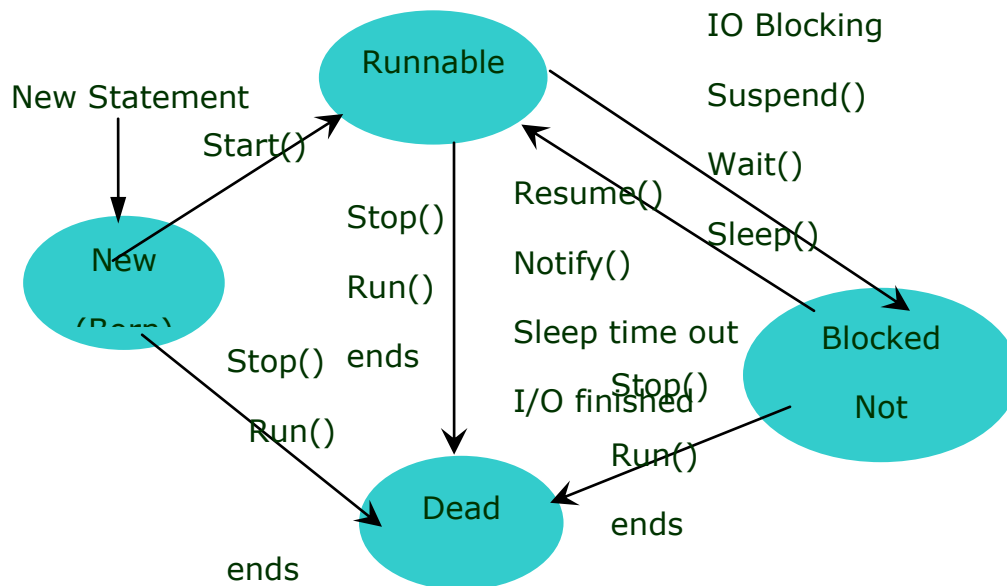 New Statement
Start()
Runnable
IO Blocking
Suspend()
Wait()
Sleep()
New
(Born)
Stop()
Run()
ends
Resume()
Notify()
Sleep time out
I/O finished
Blocked
Not
Stop()
Run()
ends
Stop()
Run()
ends
Dead